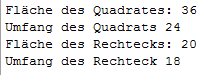 Fläche des Quadrates: 36
Umfang des Quadrats 24
Fläche des Rechtecks: 20
Umfang des Rechteck 18